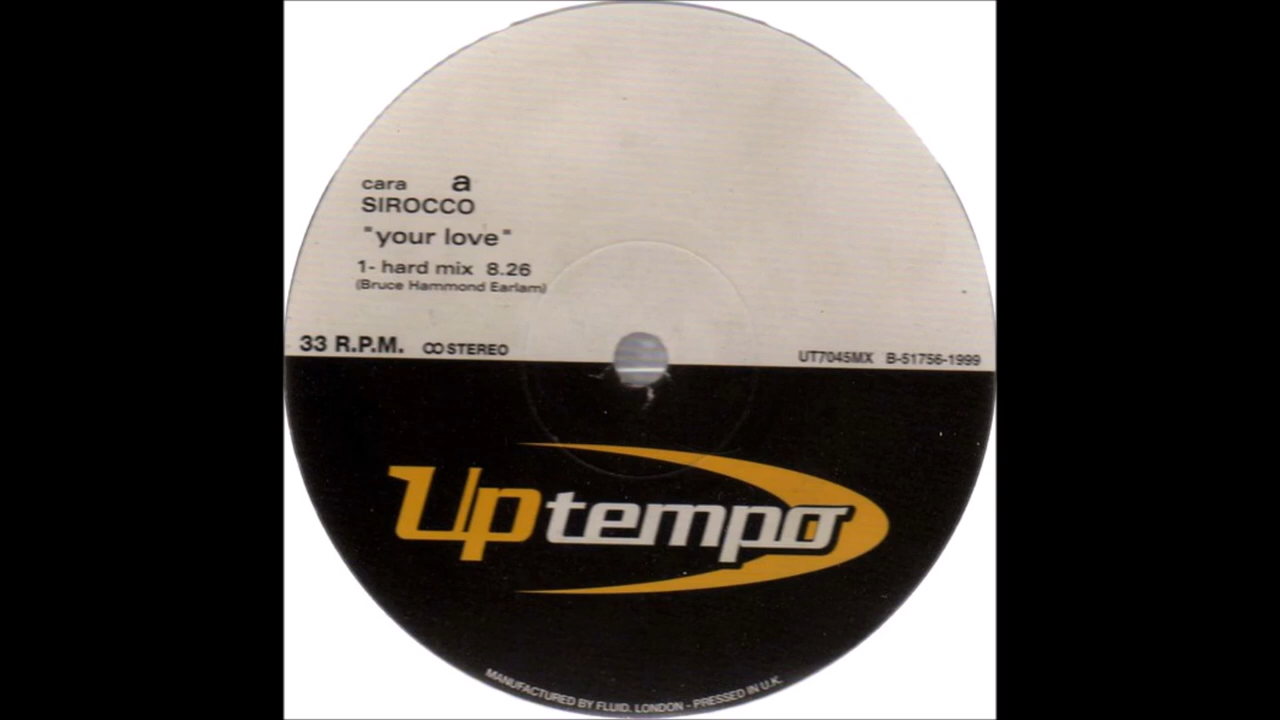 cara a
SIROCCO
"your love"
1- hard mix 8.26
(Bruce Hammond Earlam)
33 R.P.M. ꝏ STEREO UT7045MX B-51756-1999
Uptempo
MANUFACTURED BY FLUID. LONDON - PRESSED IN U.K.